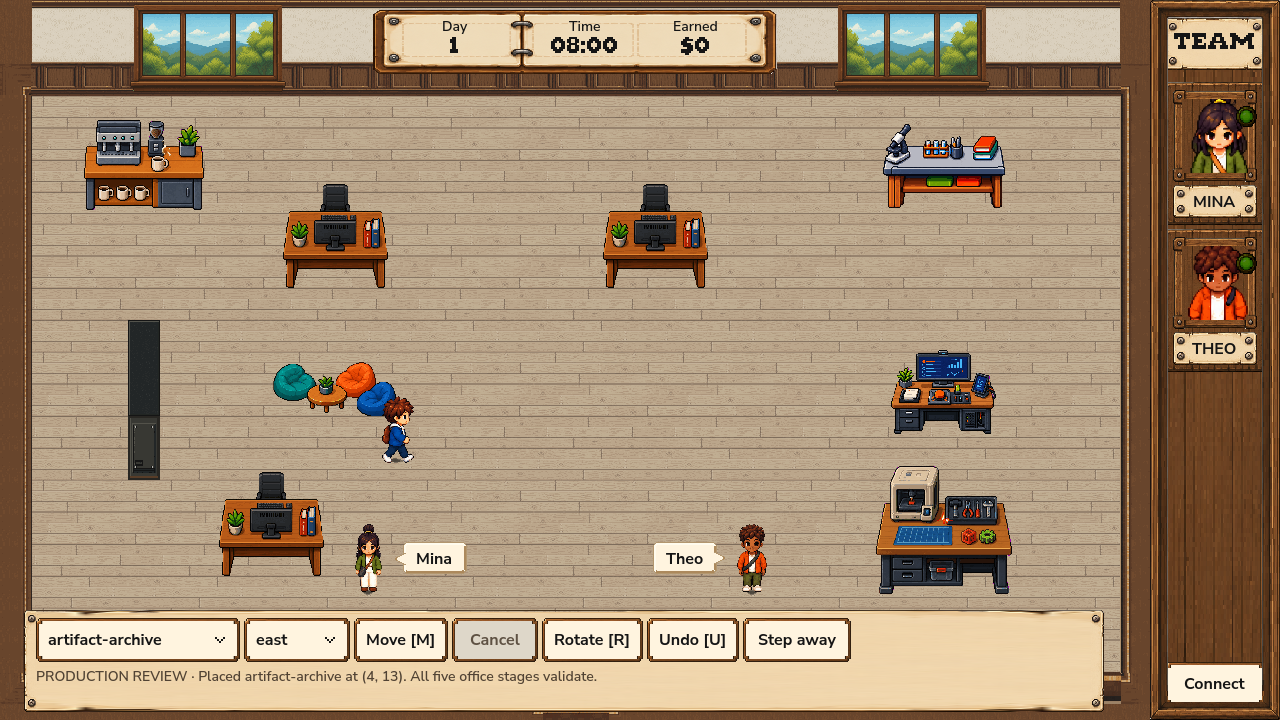 Day
1
Time
08:00
Earned
$0
TEAM
MINA
THEO
Mina
Theo
artifact-archive
east
Move [M]
Cancel
Rotate [R]
Undo [U]
Step away
PRODUCTION REVIEW · Placed artifact-archive at (4, 13). All five office stages validate.
Connect